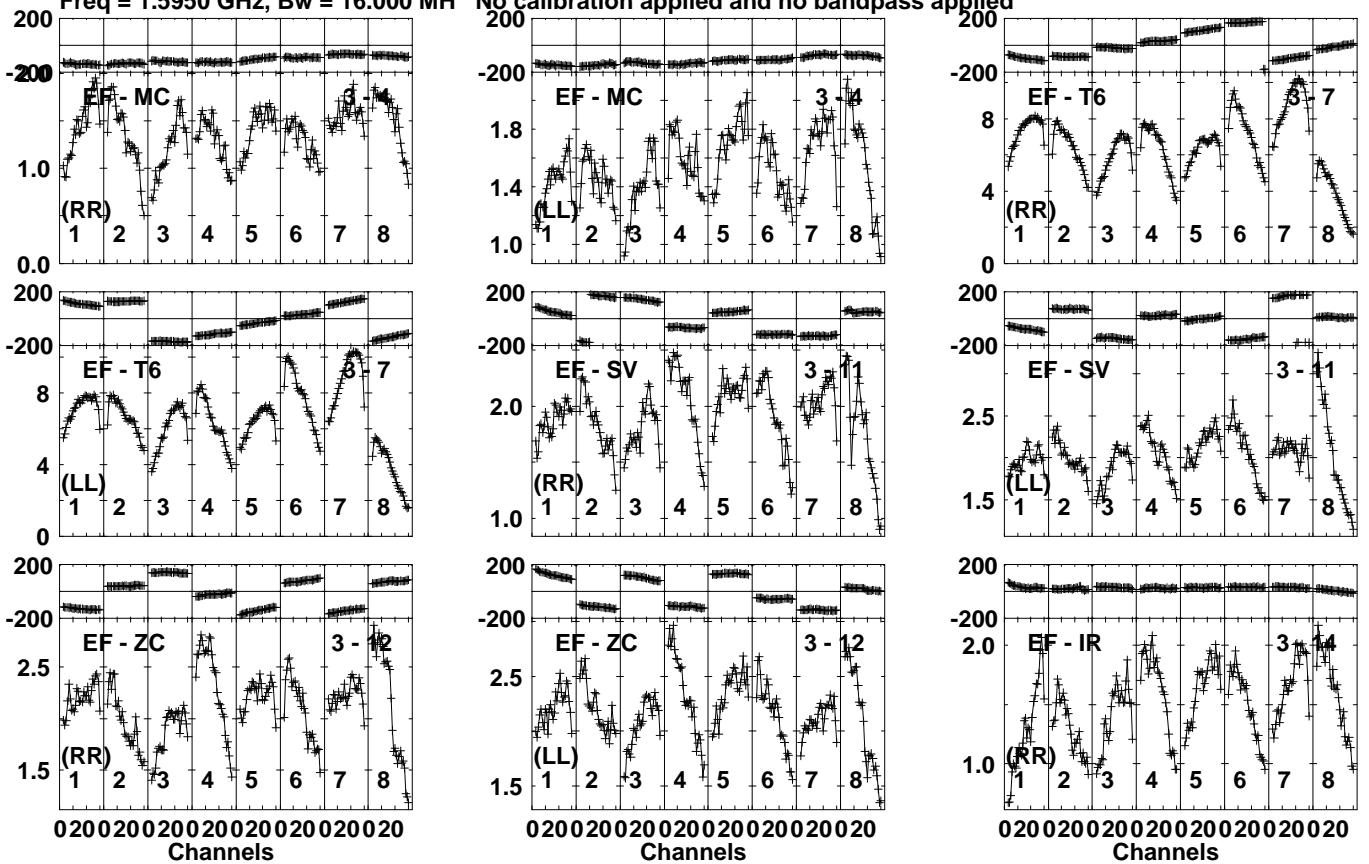 Freq = 1.5950 GHz, Bw = 16.000 MH No calibration applied and no bandpass applied
200
-200
2.0
EF - MC 3 - 4
1.0
(RR)
1 2 3 4 5 6 7 8
0.0
200
-200
EF - MC 3 - 4
1.8
1.4
(LL)
1 2 3 4 5 6 7 8
1.0
200
-200
EF - T6 3 - 7
8
4
(RR)
1 2 3 4 5 6 7 8
0
200
-200
EF - T6 3 - 7
8
4
(LL)
1 2 3 4 5 6 7 8
0
200
-200
EF - SV 3 - 11
2.0
(RR)
1 2 3 4 5 6 7 8
1.0
200
-200
EF - SV 3 - 11
2.5
(LL)
1.5
1 2 3 4 5 6 7 8
200
-200
EF - ZC 3 - 12
2.5
(RR)
1.5
1 2 3 4 5 6 7 8
0 20 0 20 0 20 0 20 0 20 0 20 0 20 0 20
Channels
200
-200
EF - ZC 3 - 12
2.5
(LL)
1.5
1 2 3 4 5 6 7 8
0 20 0 20 0 20 0 20 0 20 0 20 0 20 0 20
Channels
200
-200
EF - IR 3 - 14
2.0
(RR)
1.0
1 2 3 4 5 6 7 8
0 20 0 20 0 20 0 20 0 20 0 20 0 20 0 20
Channels